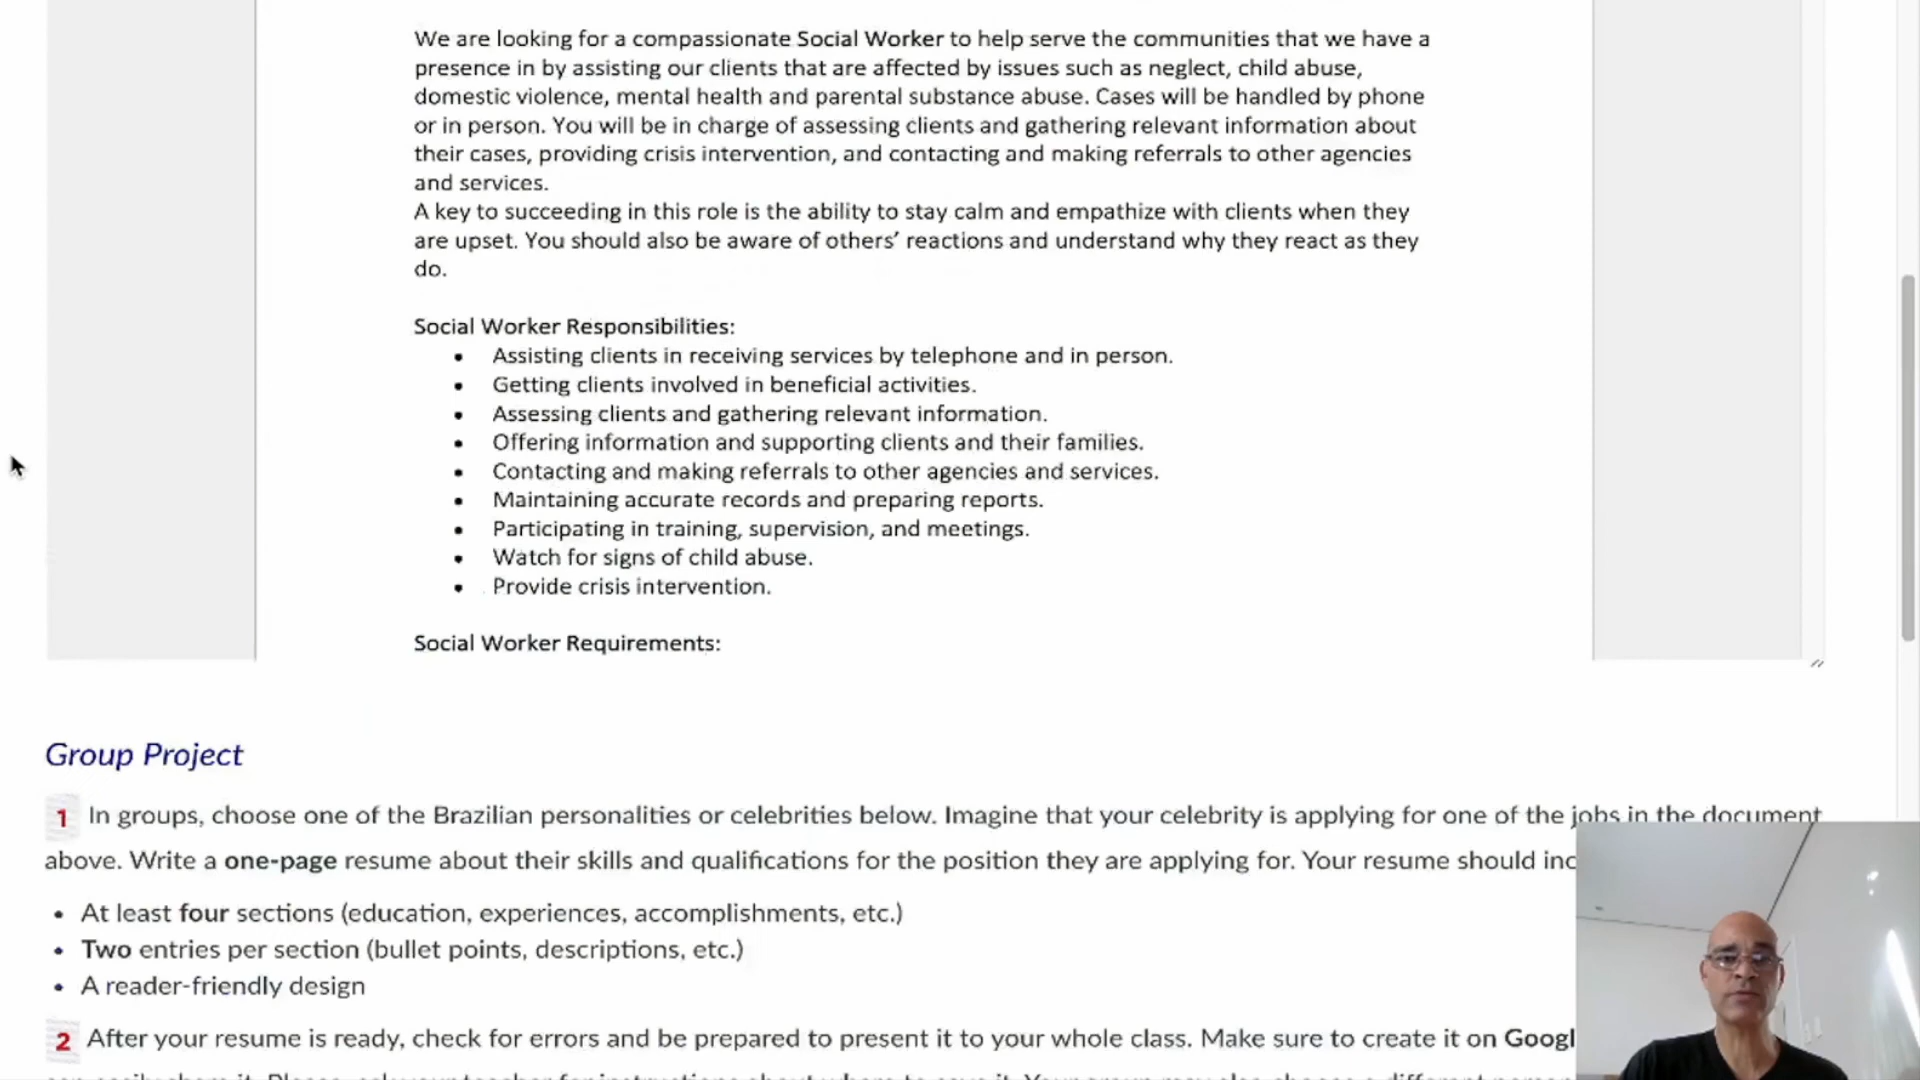 We are looking for a compassionate Social Worker to help serve the communities that we have a
presence in by assisting our clients that are affected by issues such as neglect, child abuse,
domestic violence, mental health and parental substance abuse. Cases will be handled by phone
or in person. You will be in charge of assessing clients and gathering relevant information about
their cases, providing crisis intervention, and contacting and making referrals to other agencies
and services.
A key to succeeding in this role is the ability to stay calm and empathize with clients when they
are upset. You should also be aware of others’ reactions and understand why they react as they
do.
Social Worker Responsibilities:
• Assisting clients in receiving services by telephone and in person.
• Getting clients involved in beneficial activities.
• Assessing clients and gathering relevant information.
• Offering information and supporting clients and their families.
• Contacting and making referrals to other agencies and services.
• Maintaining accurate records and preparing reports.
• Participating in training, supervision, and meetings.
• Watch for signs of child abuse.
• Provide crisis intervention.
Social Worker Requirements:
Group Project
1 In groups, choose one of the Brazilian personalities or celebrities below. Imagine that your celebrity is applying for one of the jobs in the document
above. Write a one-page resume about their skills and qualifications for the position they are applying for. Your resume should inc
• At least four sections (education, experiences, accomplishments, etc.)
• Two entries per section (bullet points, descriptions, etc.)
• A reader-friendly design
2 After your resume is ready, check for errors and be prepared to present it to your whole class. Make sure to create it on Googl